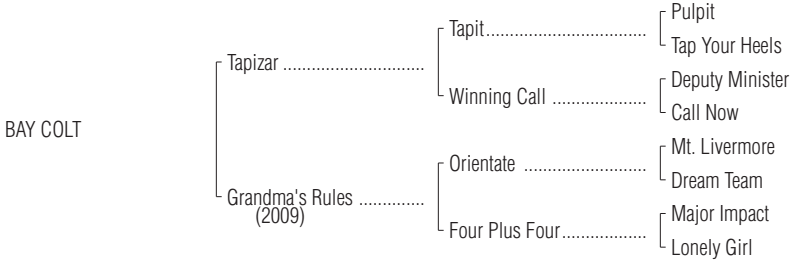 Pulpit
Tapit
Tap Your Heels
Tapizar
Deputy Minister
Winning Call
Call Now
BAY COLT
Mt. Livermore
Orientate
Dream Team
Grandma's Rules
(2009)
Major Impact
Four Plus Four
Lonely Girl